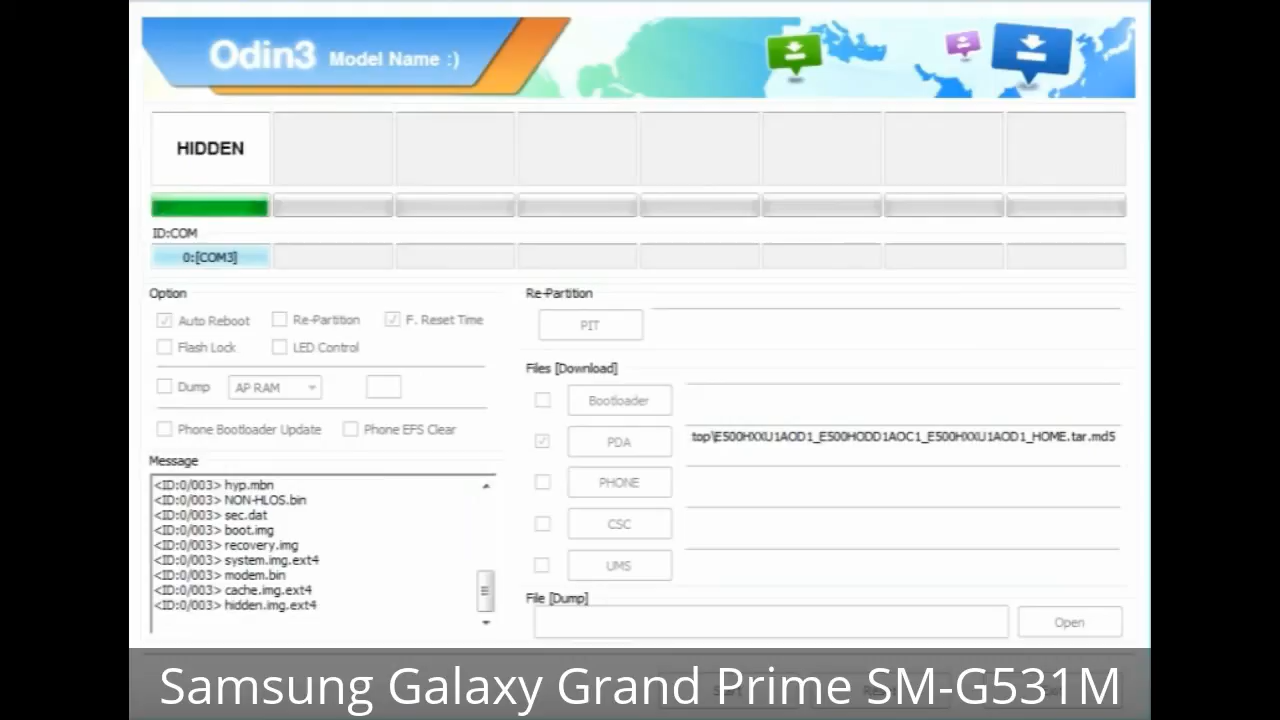 Odin3 Model Name :)
HIDDEN
ID:COM
0:[COM3]
Option
Auto Reboot Re-Partition F. Reset Time
Flash Lock LED Control
Dump AP RAM
Phone Bootloader Update Phone EFS Clear
Message
<ID:0/003> hyp.mbn
<ID:0/003> NON-HLOS.bin
<ID:0/003> sec.dat
<ID:0/003> boot.img
<ID:0/003> recovery.img
<ID:0/003> system.img.ext4
<ID:0/003> modem.bin
<ID:0/003> cache.img.ext4
<ID:0/003> hidden.img.ext4
Re-Partition
PIT
Files [Download]
Bootloader
PDA top\E500HXXU1AOD1_E500HODD1AOC1_E500HXXU1AOD1_HOME.tar.md5
PHONE
CSC
UMS
File [Dump]
Open
Samsung Galaxy Grand Prime SM-G531M